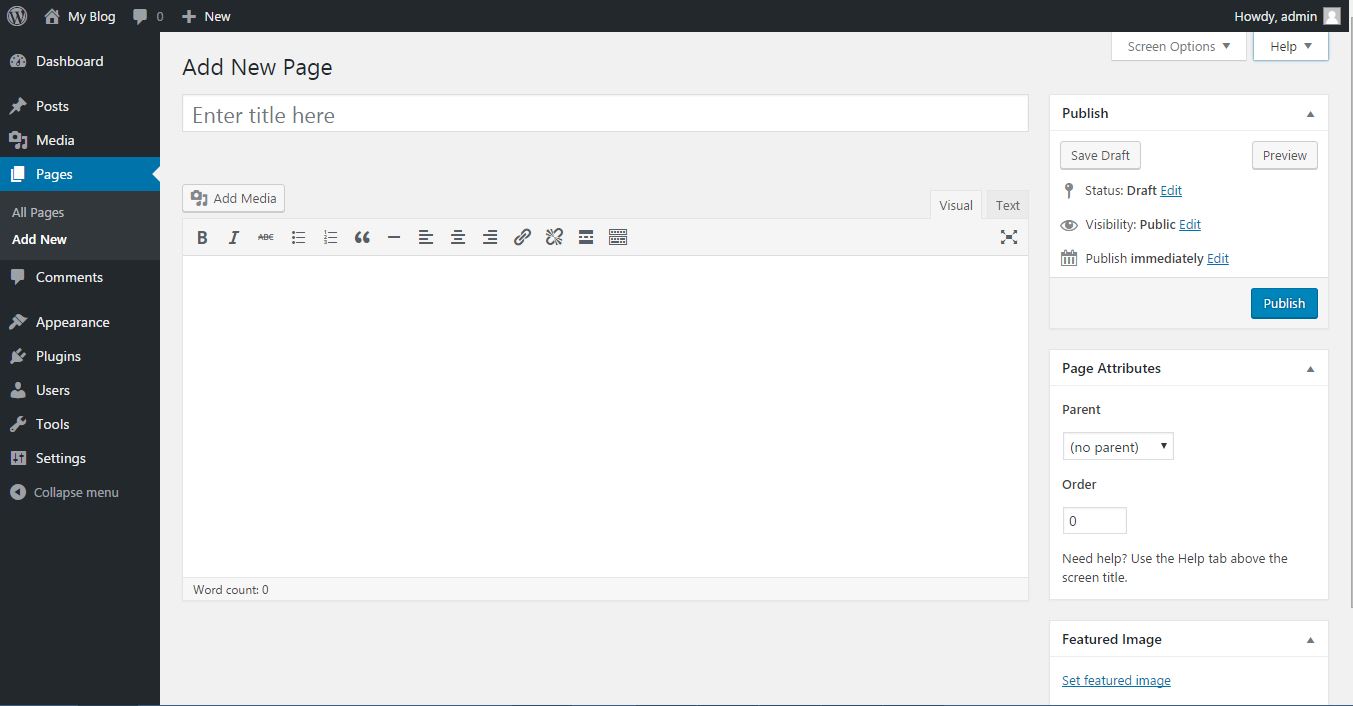 My Blog 0 New Howdy, admin
Dashboard
Posts
Media
Pages
All Pages
Add New
Comments
Appearance
Plugins
Users
Tools
Settings
Collapse menu
Screen Options Help
Add New Page
Enter title here
Add Media
Visual Text
B I ABC
Word count: 0
Publish
Save Draft Preview
Status: Draft Edit
Visibility: Public Edit
Publish immediately Edit
Publish
Page Attributes
Parent
(no parent)
Order
0
Need help? Use the Help tab above the
screen title.
Featured Image
Set featured image